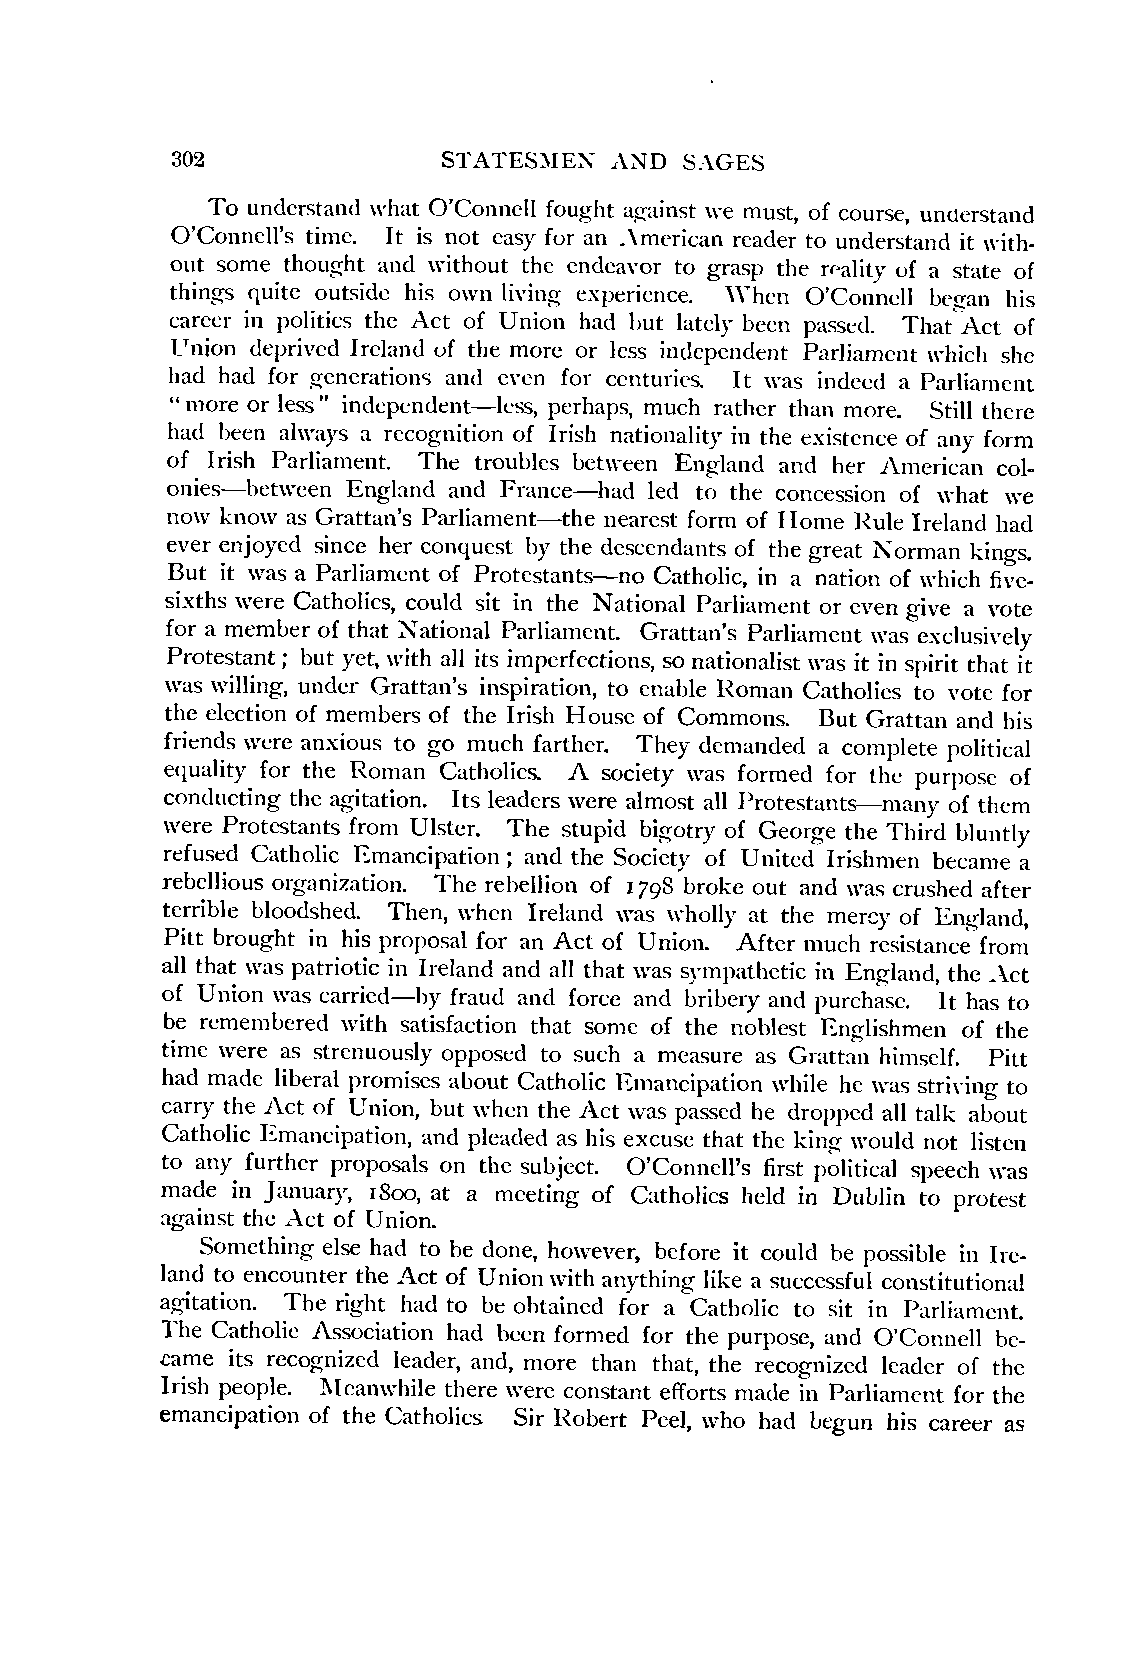 302 STATESMEN AND SAGES
To understand what O'Connell fought against we must, of course, understand
O'Connell's time. It is not easy for an American reader to understand it with-
out some thought and without the endeavor to grasp the reality of a state of
things quite outside his own living experience. When O'Connell began his
career in politics the Act of Union had but lately been passed. That Act of
Union deprived Ireland of the more or less independent Parliament which she
had had for generations and even for centuries. It was indeed a Parliament
"more or less" independent—less, perhaps, much rather than more. Still there
had been always a recognition of Irish nationality in the existence of any form
of Irish Parliament. The troubles between England and her American col-
onies—between England and France—had led to the concession of what we
now know as Grattan's Parliament—the nearest form of Home Rule Ireland had
ever enjoyed since her conquest by the descendants of the great Norman kings.
But it was a Parliament of Protestants—no Catholic, in a nation of which five-
sixths were Catholics, could sit in the National Parliament or even give a vote
for a member of that National Parliament. Grattan's Parliament was exclusively
Protestant; but yet, with all its imperfections, so nationalist was it in spirit that it
was willing, under Grattan's inspiration, to enable Roman Catholics to vote for
the election of members of the Irish House of Commons. But Grattan and his
friends were anxious to go much farther. They demanded a complete political
equality for the Roman Catholics. A society was formed for the purpose of
conducting the agitation. Its leaders were almost all Protestants—many of them
were Protestants from Ulster. The stupid bigotry of George the Third bluntly
refused Catholic Emancipation; and the Society of United Irishmen became a
rebellious organization. The rebellion of 1798 broke out and was crushed after
terrible bloodshed. Then, when Ireland was wholly at the mercy of England,
Pitt brought in his proposal for an Act of Union. After much resistance from
all that was patriotic in Ireland and all that was sympathetic in England, the Act
of Union was carried—by fraud and force and bribery and purchase. It has to
be remembered with satisfaction that some of the noblest Englishmen of the
time were as strenuously opposed to such a measure as Grattan himself. Pitt
had made liberal promises about Catholic Emancipation while he was striving to
carry the Act of Union, but when the Act was passed he dropped all talk about
Catholic Emancipation, and pleaded as his excuse that the king would not listen
to any further proposals on the subject. O'Connell's first political speech was
made in January, 1800, at a meeting of Catholics held in Dublin to protest
against the Act of Union.
Something else had to be done, however, before it could be possible in Ire-
land to encounter the Act of Union with anything like a successful constitutional
agitation. The right had to be obtained for a Catholic to sit in Parliament.
The Catholic Association had been formed for the purpose, and O'Connell be-
came its recognized leader, and, more than that, the recognized leader of the
Irish people. Meanwhile there were constant efforts made in Parliament for the
emancipation of the Catholics Sir Robert Peel, who had begun his career as